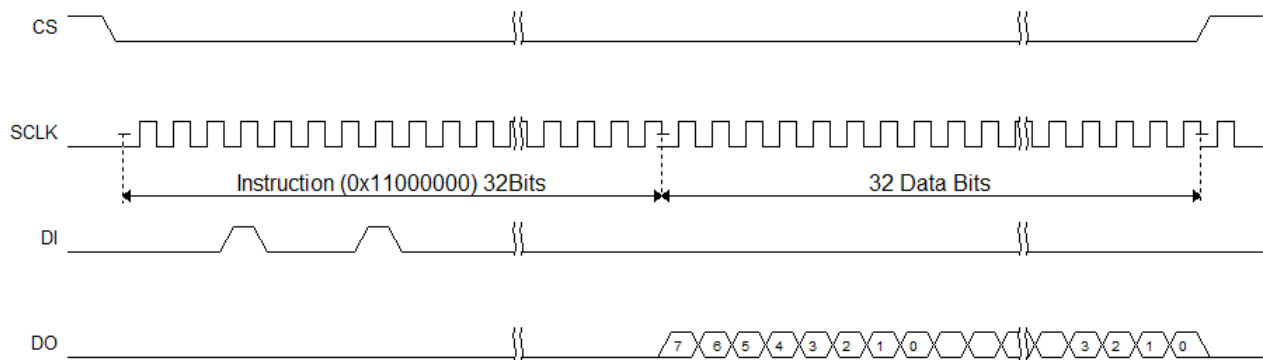 CS
SCLK
Instruction (0x11000000) 32Bits
32 Data Bits
DI
DO
7 6 5 4 3 2 1 0 3 2 1 0